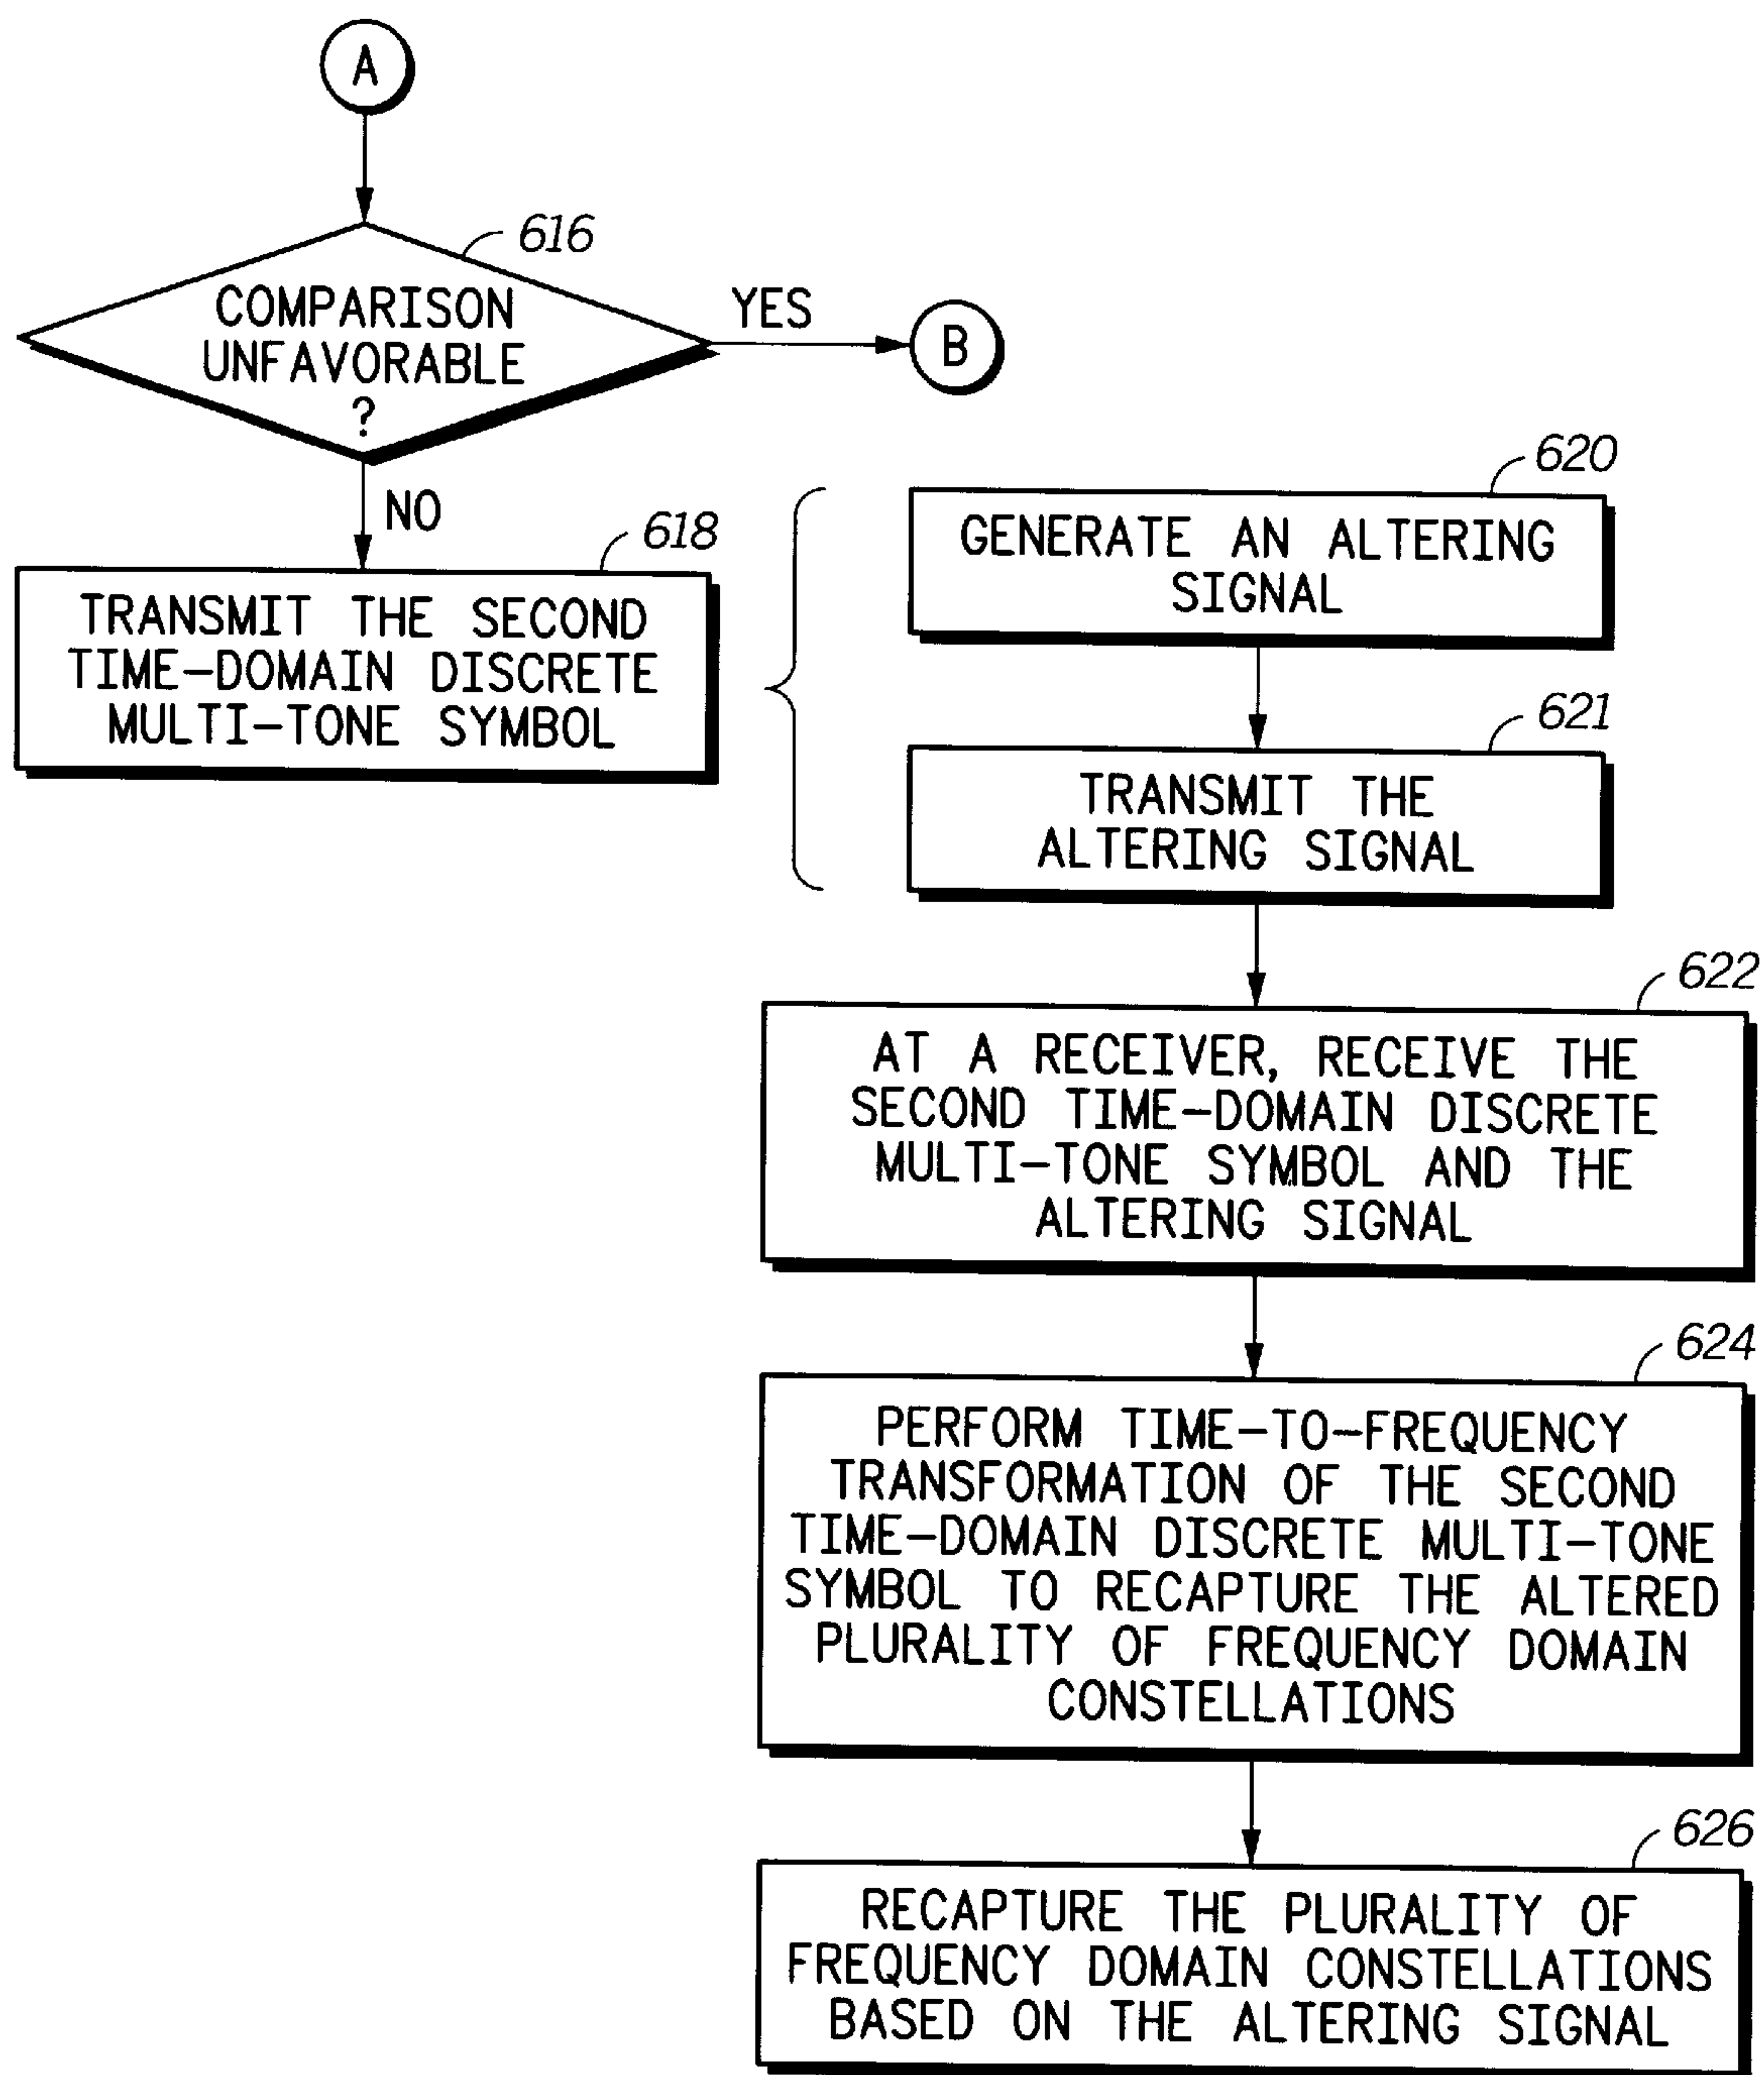 A
616
COMPARISON
UNFAVORABLE
?
YES
B
NO
618
TRANSMIT THE SECOND
TIME-DOMAIN DISCRETE
MULTI-TONE SYMBOL
620
GENERATE AN ALTERING
SIGNAL
621
TRANSMIT THE
ALTERING SIGNAL
622
AT A RECEIVER, RECEIVE THE
SECOND TIME-DOMAIN DISCRETE
MULTI-TONE SYMBOL AND THE
ALTERING SIGNAL
624
PERFORM TIME-TO-FREQUENCY
TRANSFORMATION OF THE SECOND
TIME-DOMAIN DISCRETE MULTI-TONE
SYMBOL TO RECAPTURE THE ALTERED
PLURALITY OF FREQUENCY DOMAIN
CONSTELLATIONS
626
RECAPTURE THE PLURALITY OF
FREQUENCY DOMAIN CONSTELLATIONS
BASED ON THE ALTERING SIGNAL